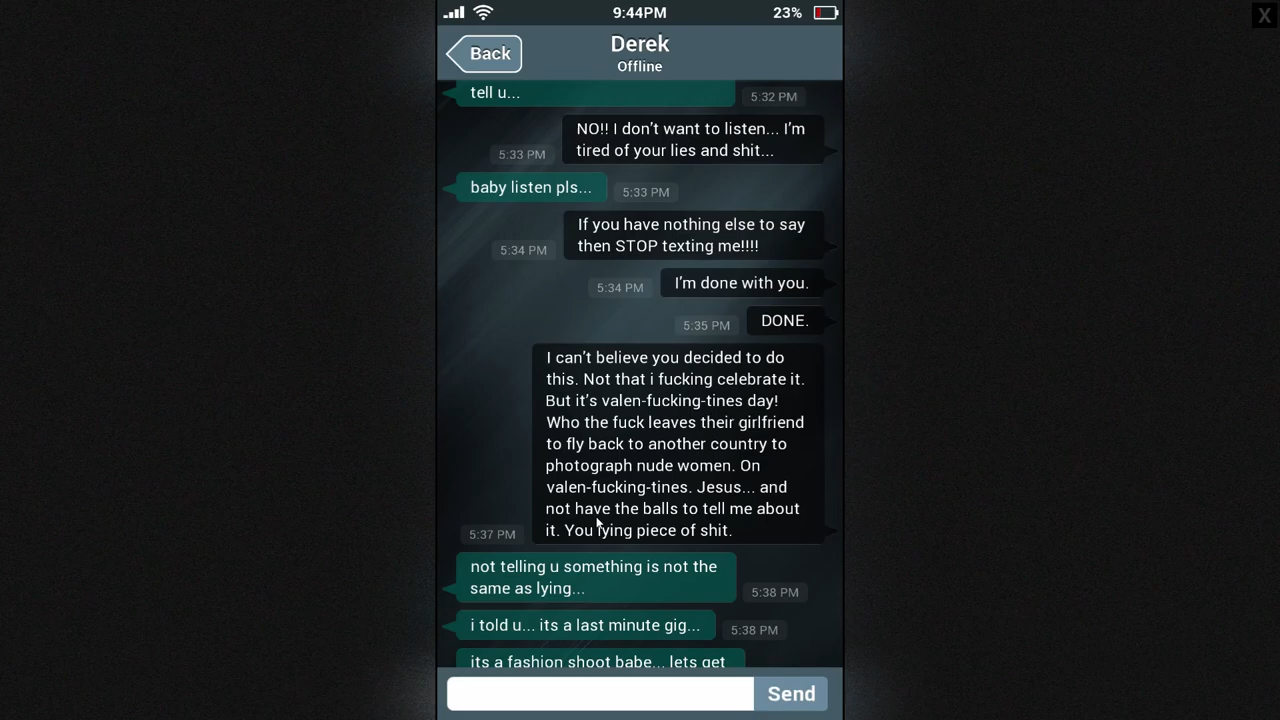 9:44PM
23%
X
Back
Derek
Offline
tell u...
5:32 PM
NO!! I don't want to listen... I'm
tired of your lies and shit...
5:33 PM
baby listen pls...
5:33 PM
If you have nothing else to say
then STOP texting me!!!!
5:34 PM
I'm done with you.
5:34 PM
DONE.
5:35 PM
I can't believe you decided to do
this. Not that i fucking celebrate it.
But it's valen-fucking-tines day!
Who the fuck leaves their girlfriend
to fly back to another country to
photograph nude women. On
valen-fucking-tines. Jesus... and
not have the balls to tell me about
it. You lying piece of shit.
5:37 PM
not telling u something is not the
same as lying...
5:38 PM
i told u... its a last minute gig...
5:38 PM
its a fashion shoot babe... lets get
Send